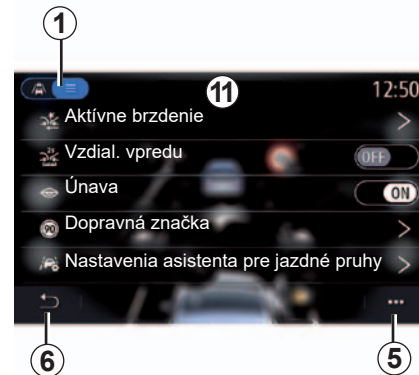 1
11
12:50
Aktívne brzdenie
Vzdial. vpredu
OFF
Únava
ON
90
Dopravná značka
Nastavenia asistenta pre jazdné pruhy
6
5